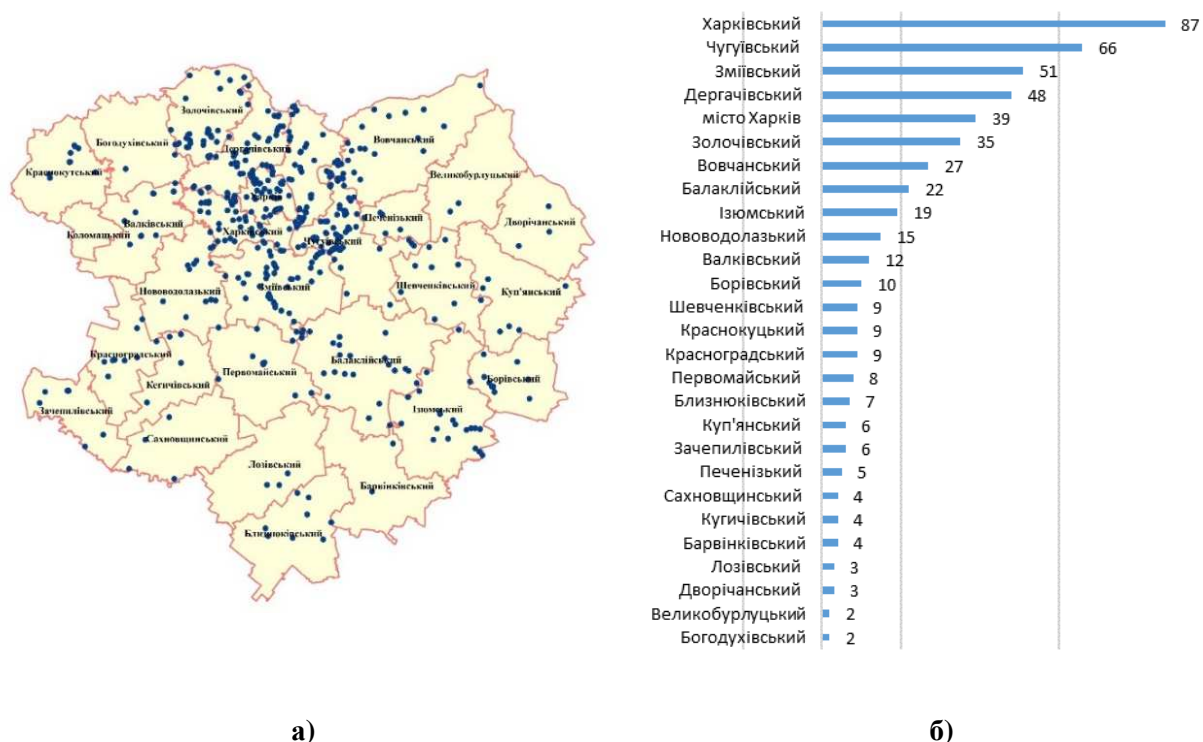 Золочівський
Богодухівський
Дергачівський
Вовчанський
Краснокутський
Великобурлуцький
Харків
Дворічанський
Валківський
Печенізький
Коломацький
Харківський
Чугуївський
Нововодолазький
Зміївський
Шевченківський
Куп'янський
Красноградський
Балаклійський
Первомайський
Кегичівський
Борівський
Зачепилівський
Ізюмський
Сахновщинський
Лозівський
Барвінківський
Близнюківський
а)
Харківський 87
Чугуївський 66
Зміївський 51
Дергачівський 48
місто Харків 39
Золочівський 35
Вовчанський 27
Балаклійський 22
Ізюмський 19
Нововодолазький 15
Валківський 12
Борівський 10
Шевченківський 9
Краснокуцький 9
Красноградський 9
Первомайський 8
Близнюківський 7
Куп'янський 6
Зачепилівський 6
Печенізький 5
Сахновщинський 4
Кугичівський 4
Барвінківський 4
Лозівський 3
Дворічанський 3
Великобурлуцький 2
Богодухівський 2
б)